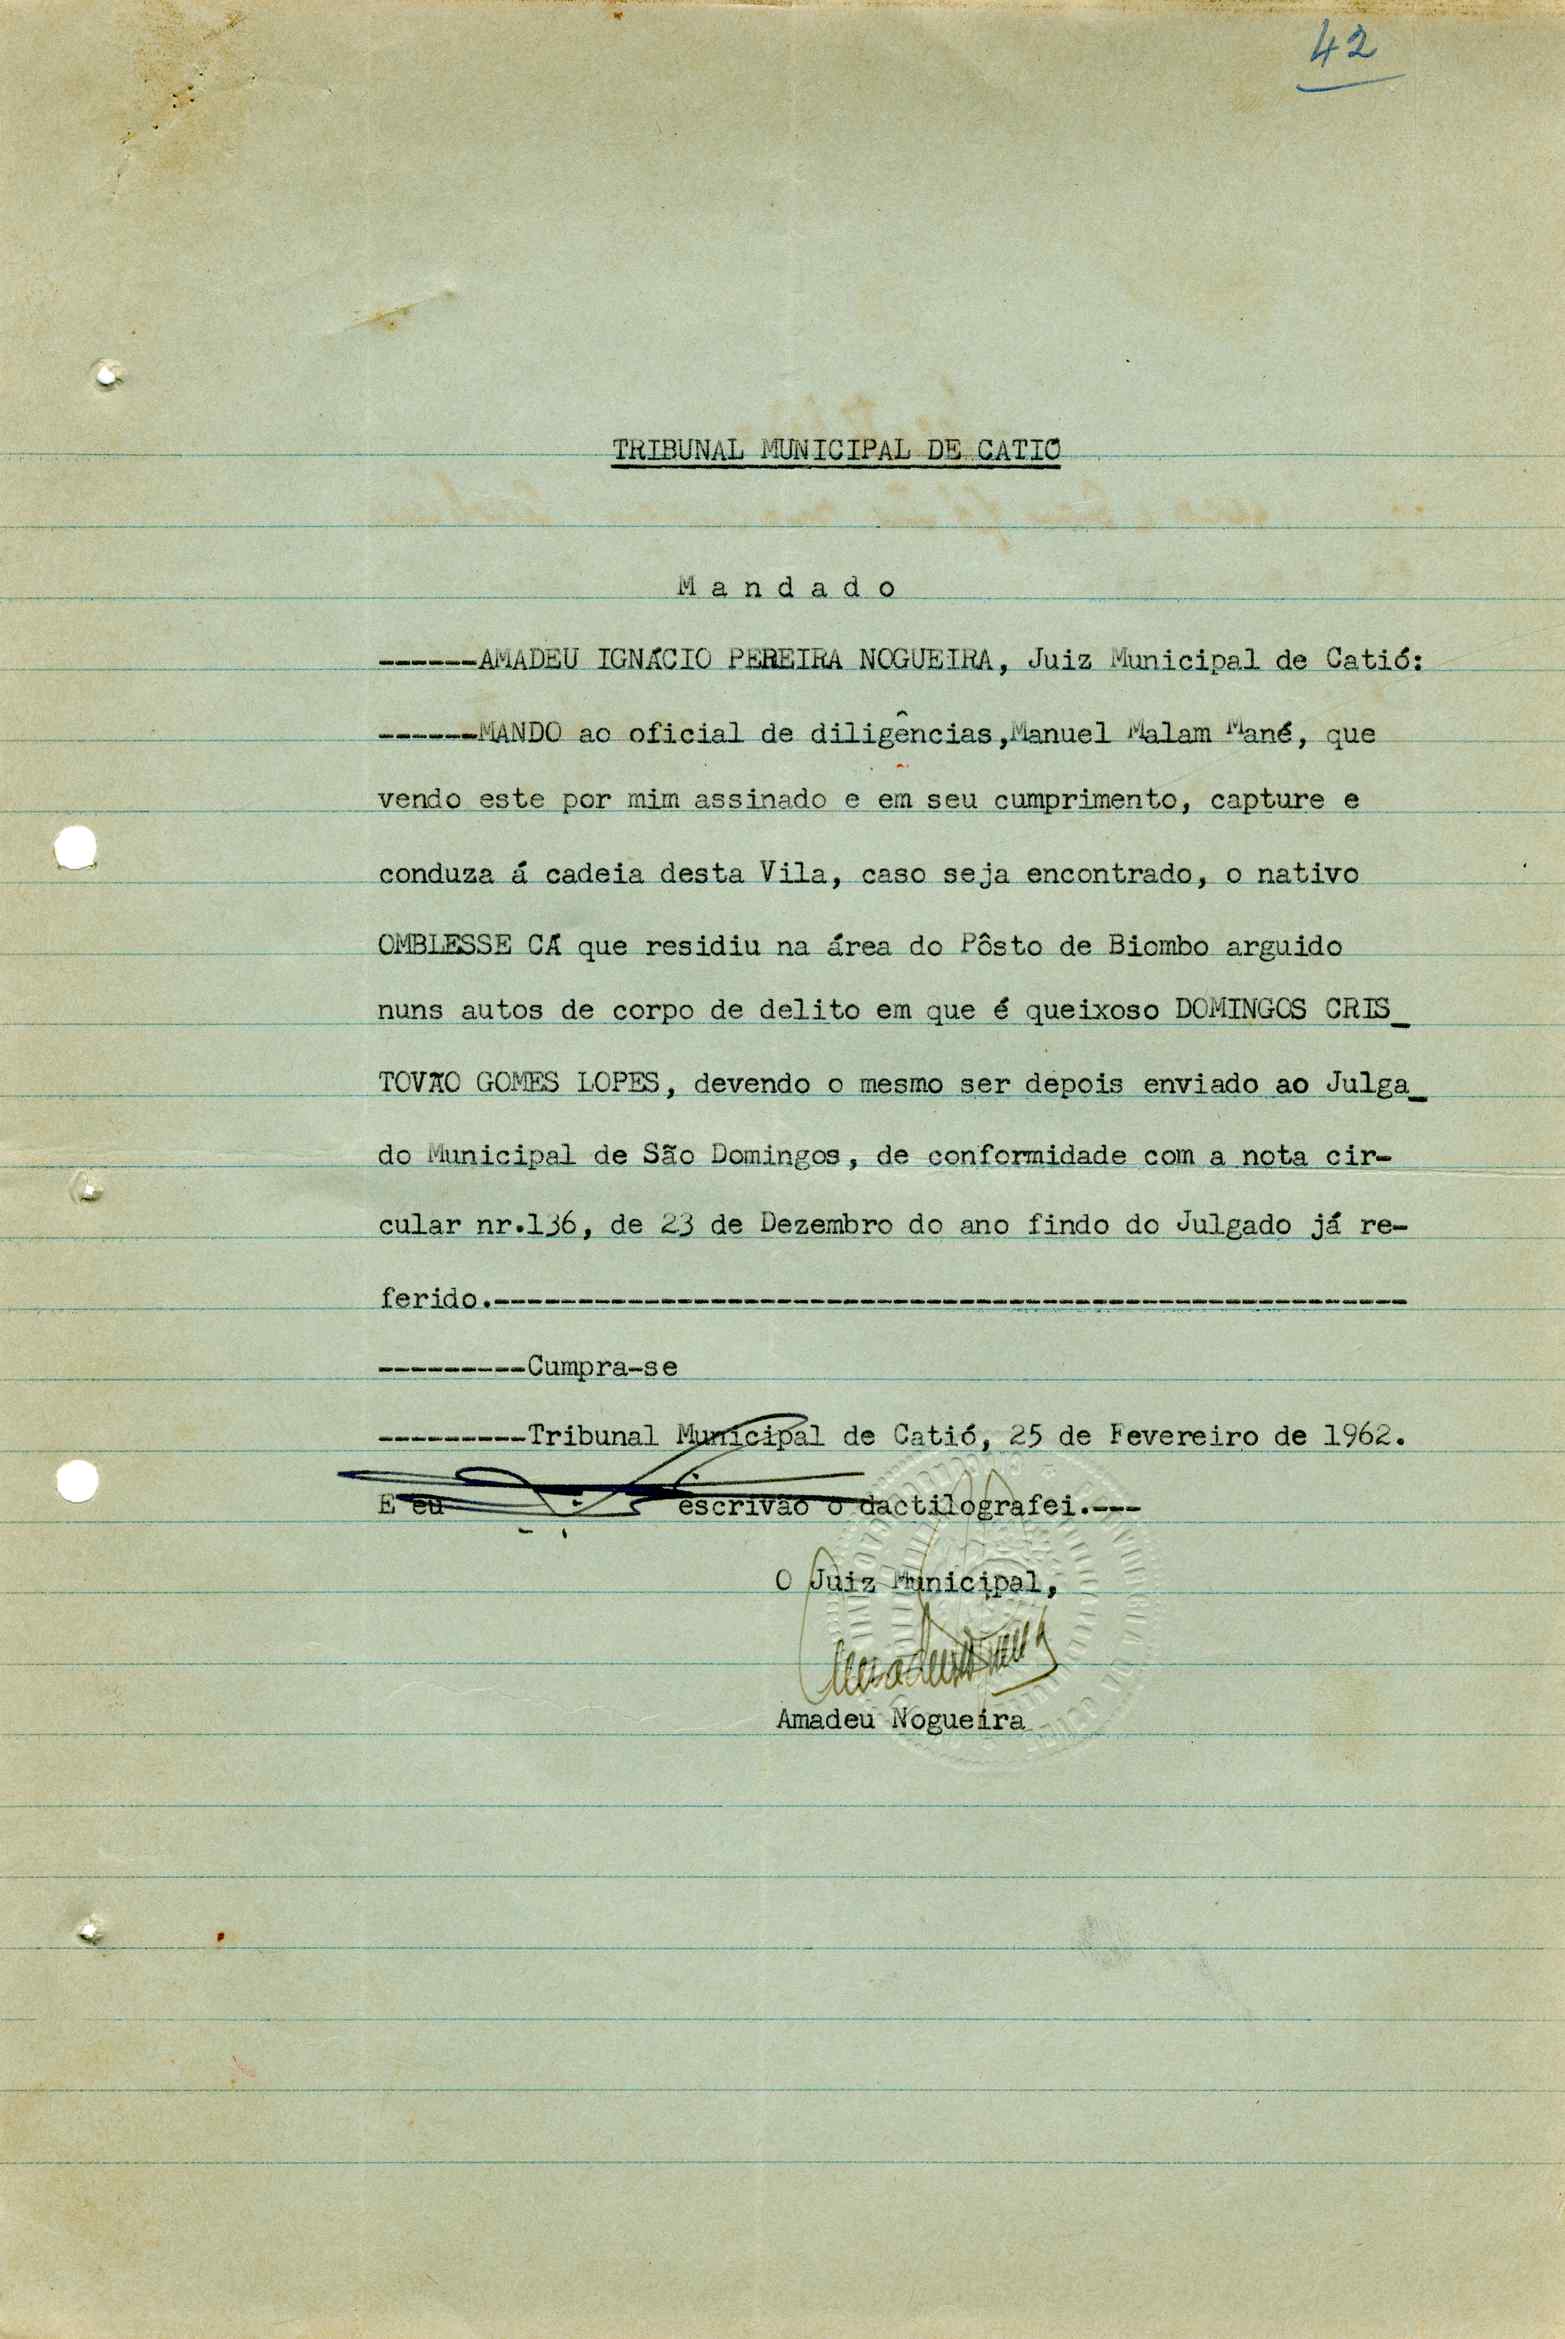 42
TRIBUNAL MUNICIPAL DE CATIÓ
M a n d a d o
------AMADEU IGNÁCIO PEREIRA NOGUEIRA, Juiz Municipal de Catió:
------MANDO ao oficial de diligências,Manuel Malam Mané, que
vendo este por mim assinado e em seu cumprimento, capture e
conduza á cadeia desta Vila, caso seja encontrado, o nativo
OMBLESSE CÁ que residiu na área do Pôsto de Biombo arguido
nuns autos de corpo de delito em que é queixoso DOMINGOS CRIS_
TOVÃO GOMES LOPES, devendo o mesmo ser depois enviado ao Julga_
do Municipal de São Domingos, de conformidade com a nota cir-
cular nr.136, de 23 de Dezembro do ano findo do Julgado já re-
ferido.--------------------------------------------------------
---------Cumpra-se
---------Tribunal Municipal de Catió, 25 de Fevereiro de 1962.
E eu escrivão o dactilografei.---
O Juiz Municipal,
Amadeu Nogueira